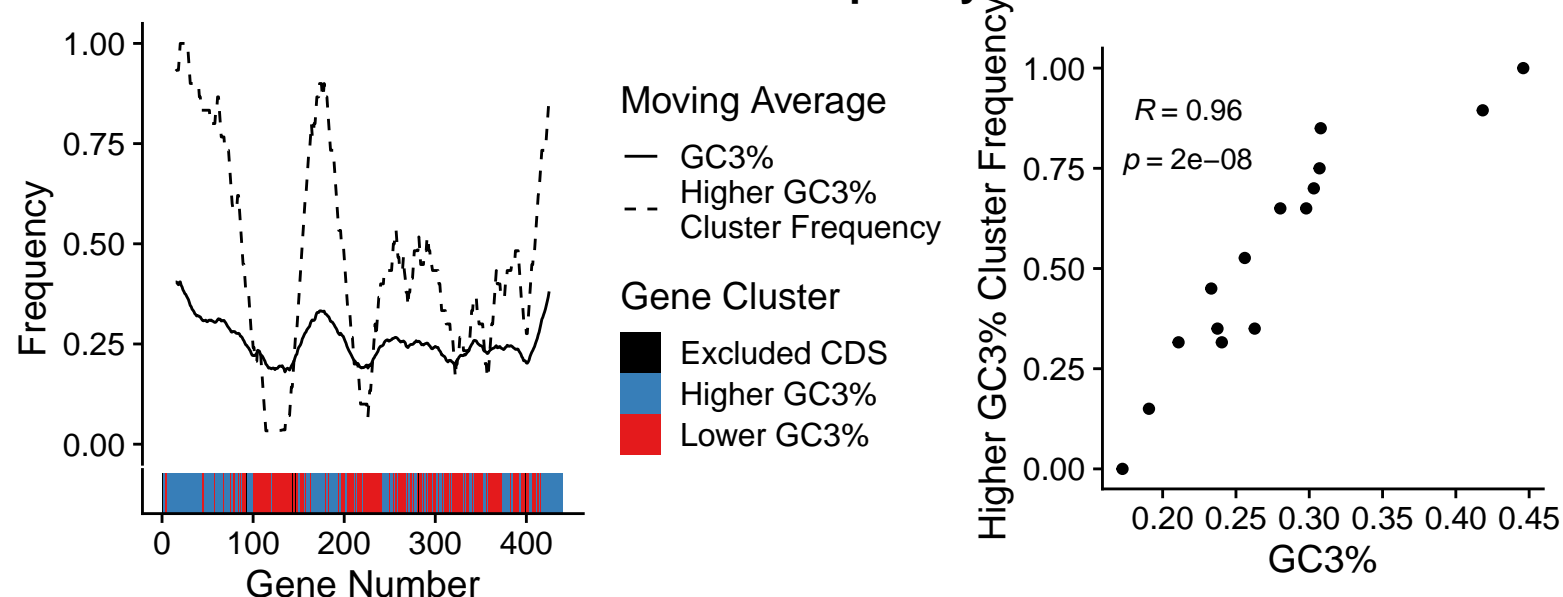 1.00
0.75
0.50
0.25
0.00
Frequency
0 100 200 300 400
Gene Number
Moving Average
GC3%
Higher GC3%
Cluster Frequency
Gene Cluster
Excluded CDS
Higher GC3%
Lower GC3%
Higher GC3% Cluster Frequency
1.00
0.75
0.50
0.25
0.00
R = 0.96
p = 2e−08
0.20 0.25 0.30 0.35 0.40 0.45
GC3%